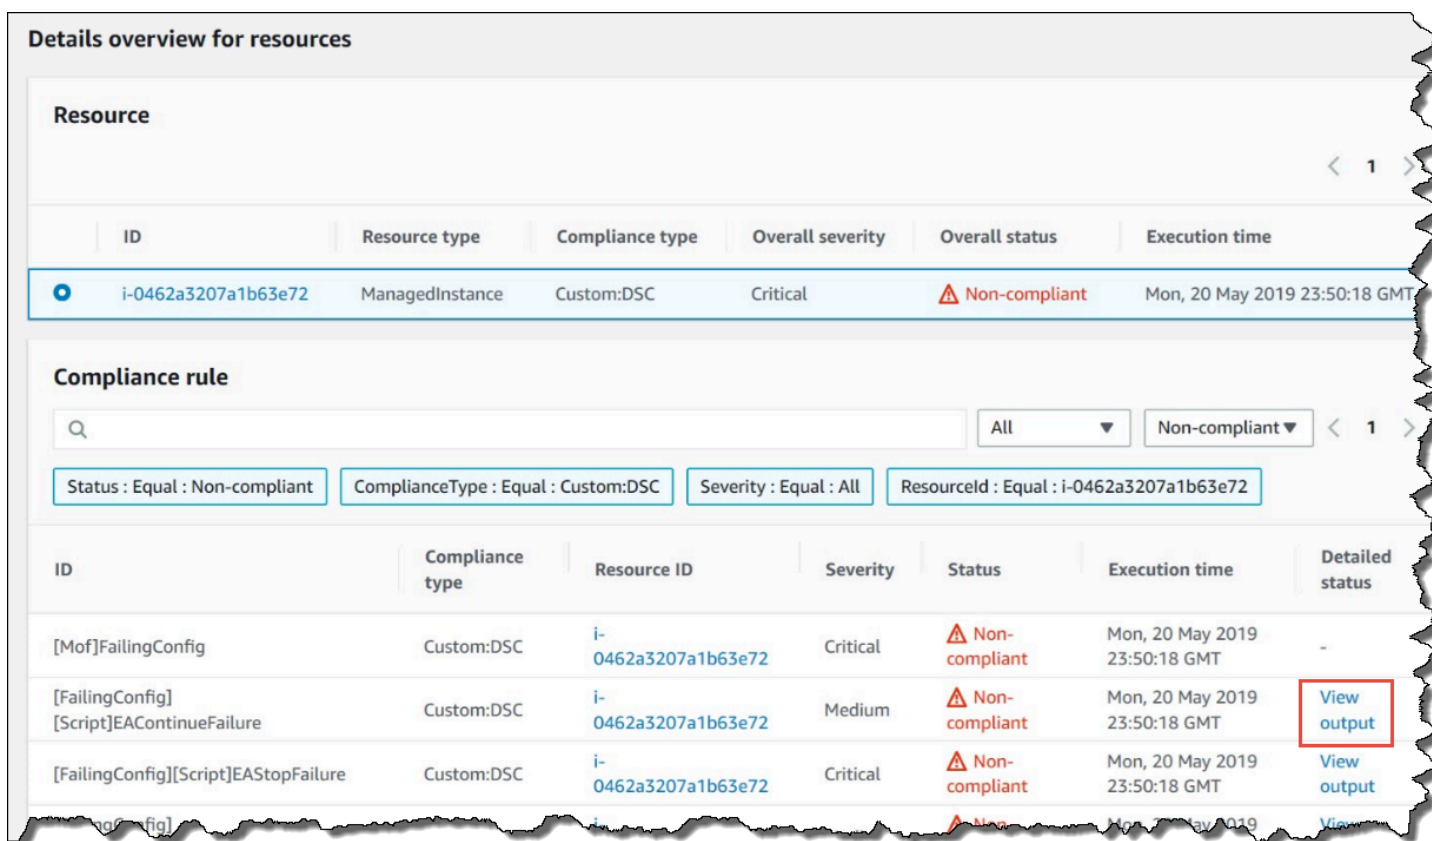 Details overview for resources
Resource
1
ID Resource type Compliance type Overall severity Overall status Execution time
i-0462a3207a1b63e72 ManagedInstance Custom:DSC Critical Non-compliant Mon, 20 May 2019 23:50:18 GMT
Compliance rule
All Non-compliant 1
Status : Equal : Non-compliant ComplianceType : Equal : Custom:DSC Severity : Equal : All ResourceId : Equal : i-0462a3207a1b63e72
ID Compliance type Resource ID Severity Status Execution time Detailed status
[Mof]FailingConfig Custom:DSC i-0462a3207a1b63e72 Critical Non-compliant Mon, 20 May 2019 23:50:18 GMT -
[FailingConfig][Script]EAContinueFailure Custom:DSC i-0462a3207a1b63e72 Medium Non-compliant Mon, 20 May 2019 23:50:18 GMT View output
[FailingConfig][Script]EAStopFailure Custom:DSC i-0462a3207a1b63e72 Critical Non-compliant Mon, 20 May 2019 23:50:18 GMT View output